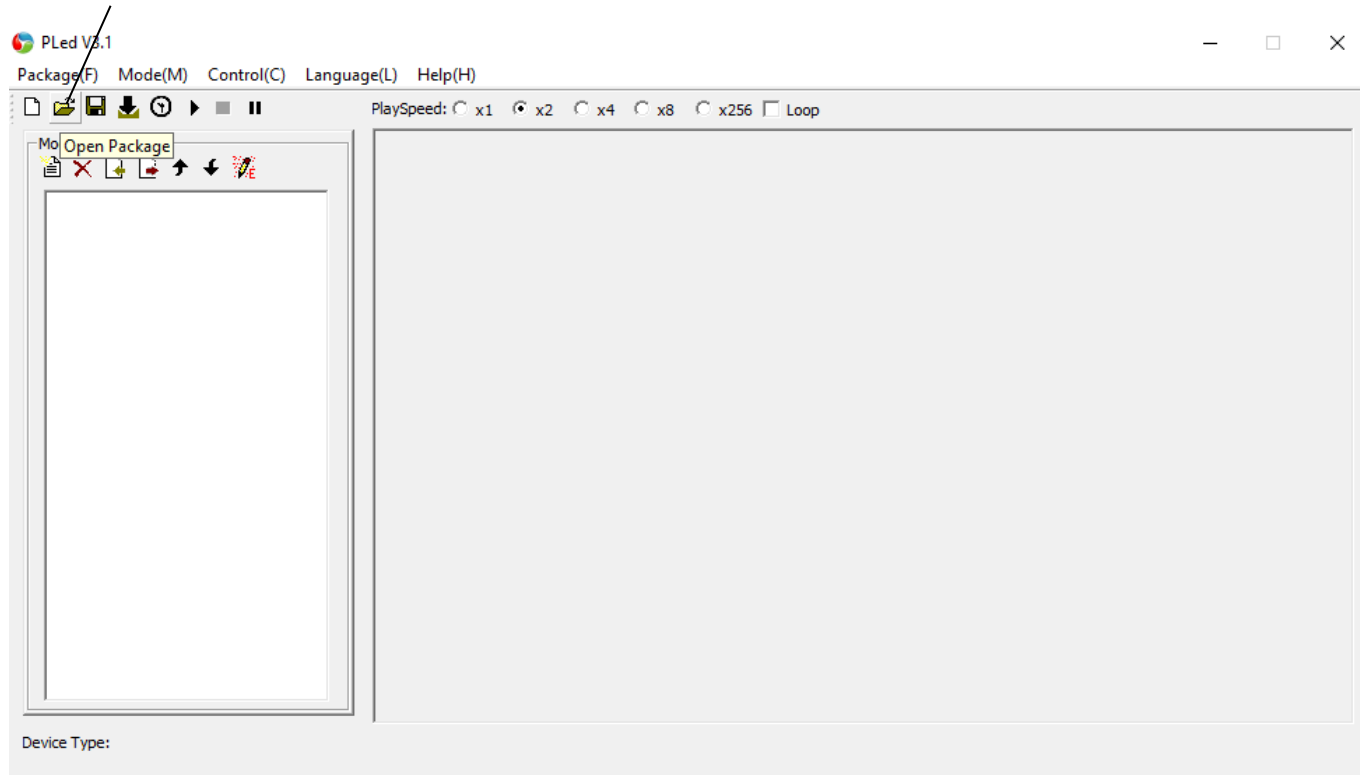 PLed V3.1
Package(F) Mode(M) Control(C) Language(L) Help(H)
PlaySpeed: x1 x2 x4 x8 x256 Loop
Mo
Open Package
E
Device Type: